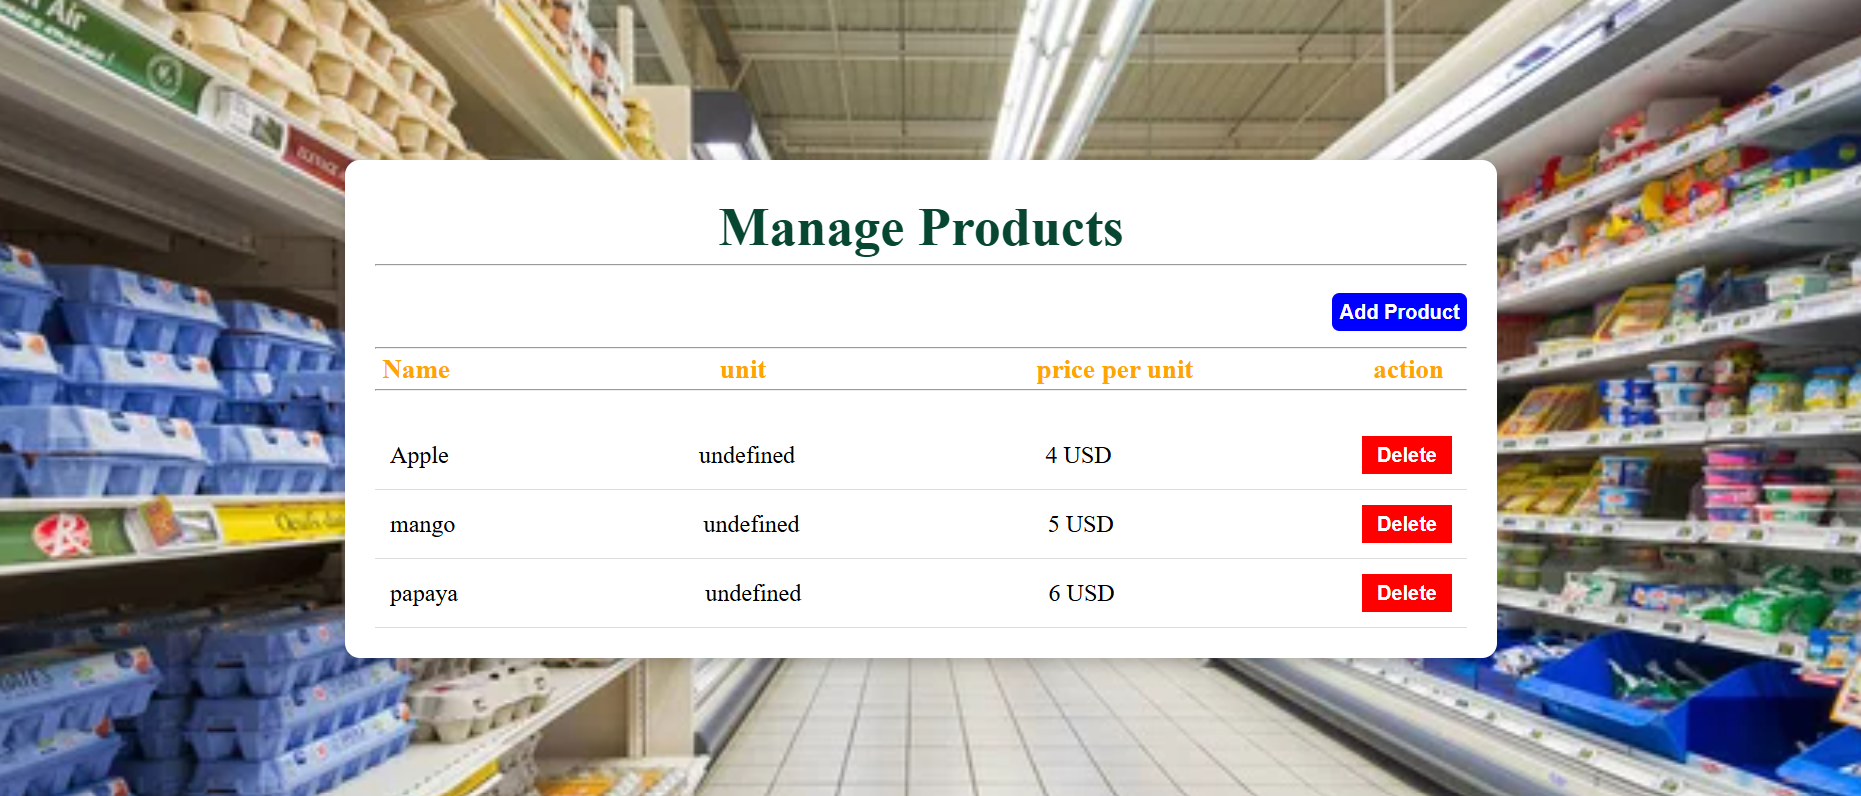 Air
Manage Products
Add Product
Name unit price per unit action
Apple undefined 4 USD Delete
mango undefined 5 USD Delete
papaya undefined 6 USD Delete